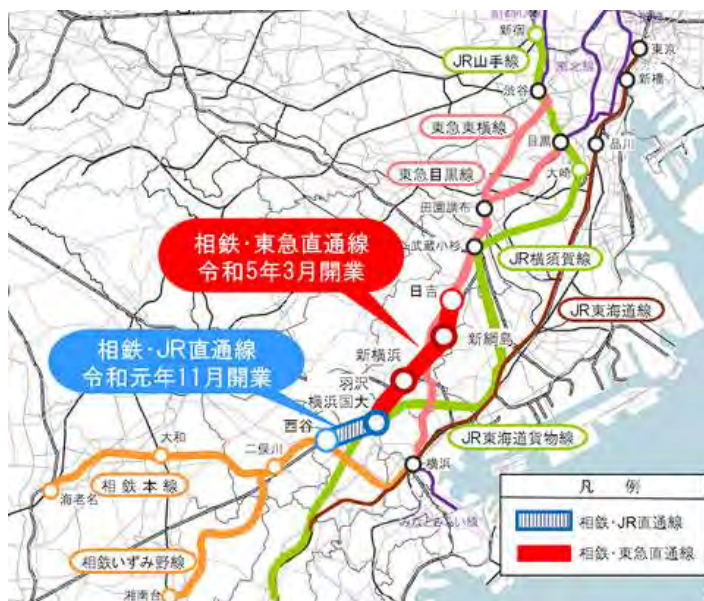 新宿
JR山手線
東京
南北線
新橋
渋谷
東急東横線
目黒
品川
東急目黒線
大崎
田園調布
相鉄・東急直通線
令和5年3月開業
武蔵小杉
JR横須賀線
日吉
JR東海道線
相鉄・JR直通線
令和元年11月開業
新横浜
新綱島
羽沢
横浜国大
西谷
JR東海道貨物線
大和
二俣川
横浜
海老名
相鉄本線
みなとみらい線
凡例
相鉄・JR直通線
相鉄・東急直通線
相鉄いずみ野線
湘南台